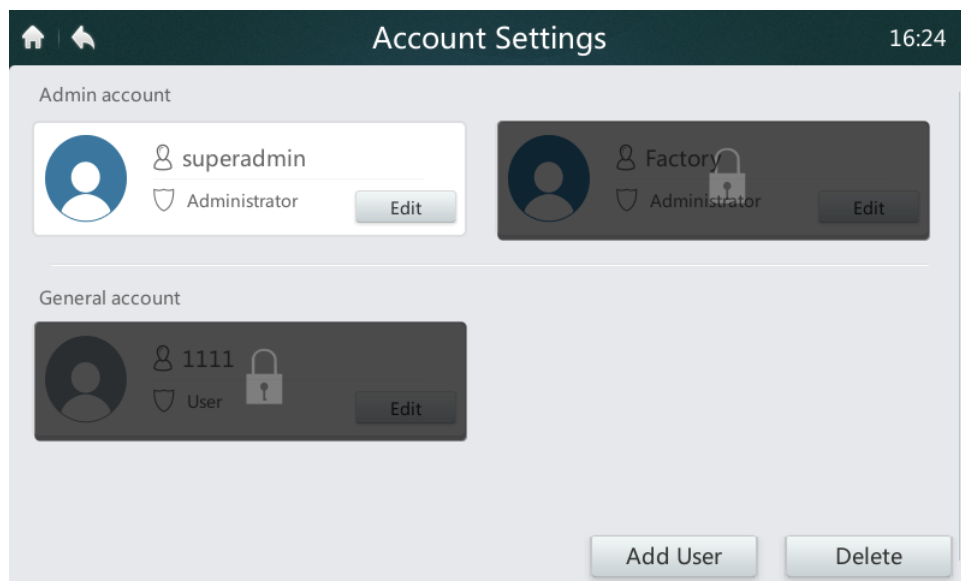 Account Settings 16:24
Admin account
superadmin
Administrator
Edit
Factory
Administrator
Edit
General account
1111
User
Edit
Add User
Delete